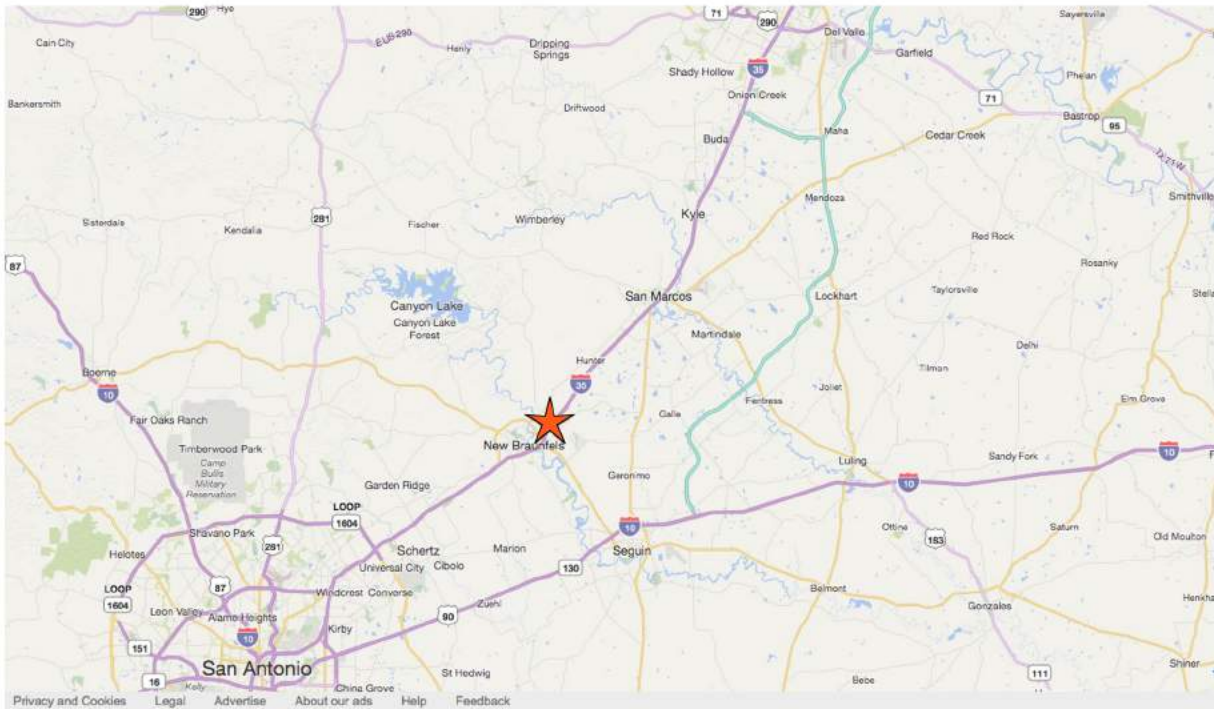 290
Hye
71
290
Sayersville
Cain City
EUS 290
Henly
Dripping
Springs
Del Valle
Garfield
Shady Hollow
35
Phelan
Bankersmith
Driftwood
Onion Creek
71
Bastrop
95
Buda
Maha
Cedar Creek
TX-21 W
Smithville
Mendoza
Sisterdale
Kendalia
281
Fischer
Wimberley
Kyle
Red Rock
Rosanky
87
Canyon Lake
Canyon Lake
Forest
San Marcos
Lockhart
Taylorsville
Martindale
Delhi
Hunter
Tilman
Boerne
10
35
Joliet
Elm Grove
Fentress
Fair Oaks Ranch
Galle
Timberwood Park
New Braunfels
Camp
Bullis
Military
Reservation
Geronimo
Luling
Sandy Fork
10
Garden Ridge
10
LOOP
1604
Shavano Park
281
10
Ottine
183
Saturn
Old Moulton
Helotes
Schertz
Marion
Seguin
Universal City
Cibolo
130
LOOP
1604
87
Windcrest
Converse
Belmont
Leon Valley
Alamo Heights
Zuehl
90
Gonzales
151
10
Kirby
San Antonio
St Hedwig
Shiner
16
Kelly
China Grove
Bebe
111
Privacy and Cookies Legal Advertise About our ads Help Feedback